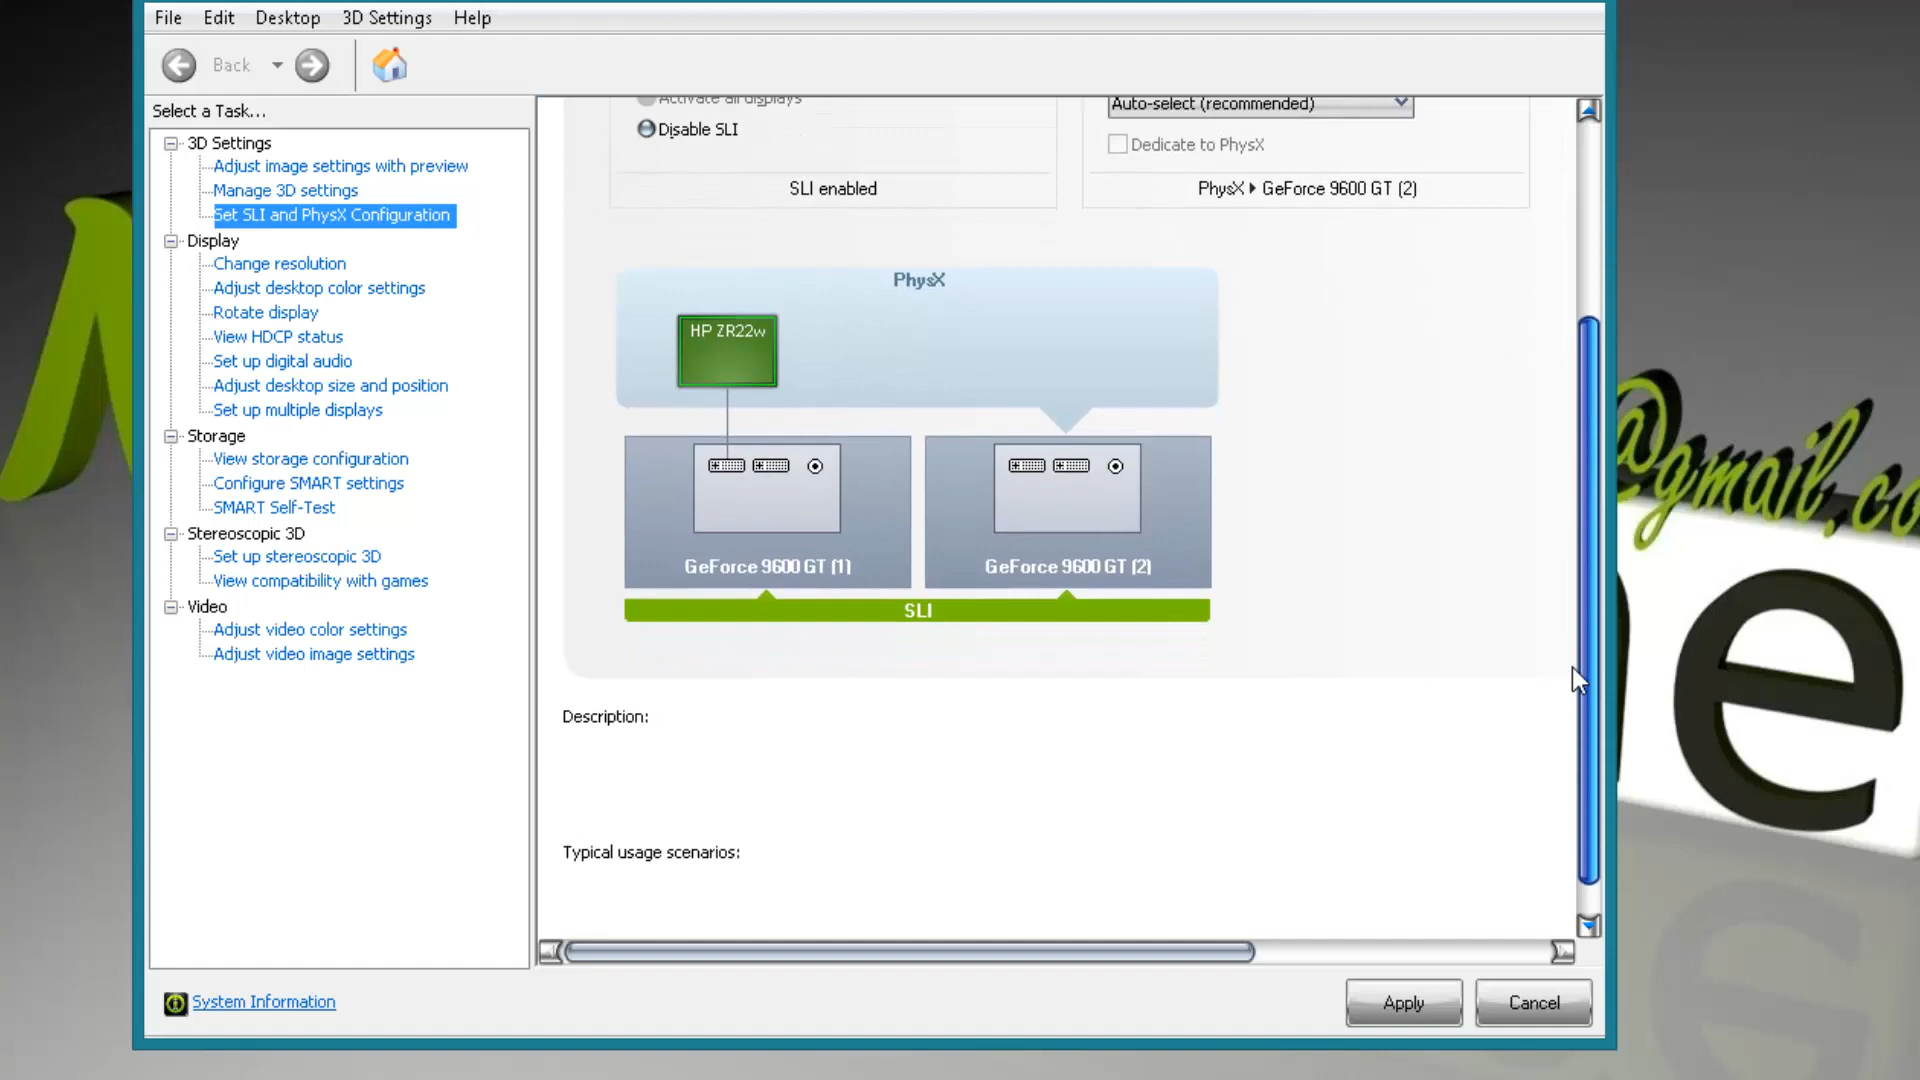 File Edit Desktop 3D Settings Help
Back
Select a Task...
3D Settings
Adjust image settings with preview
Manage 3D settings
Set SLI and PhysX Configuration
Display
Change resolution
Adjust desktop color settings
Rotate display
View HDCP status
Set up digital audio
Adjust desktop size and position
Set up multiple displays
Storage
View storage configuration
Configure SMART settings
SMART Self-Test
Stereoscopic 3D
Set up stereoscopic 3D
View compatibility with games
Video
Adjust video color settings
Adjust video image settings
System Information
Activate all displays
Disable SLI
SLI enabled
Auto-select (recommended)
Dedicate to PhysX
PhysX GeForce 9600 GT (2)
PhysX
HP ZR22w
GeForce 9600 GT (1)
GeForce 9600 GT (2)
SLI
Description:
Typical usage scenarios:
Apply
Cancel
@gmail.co
e